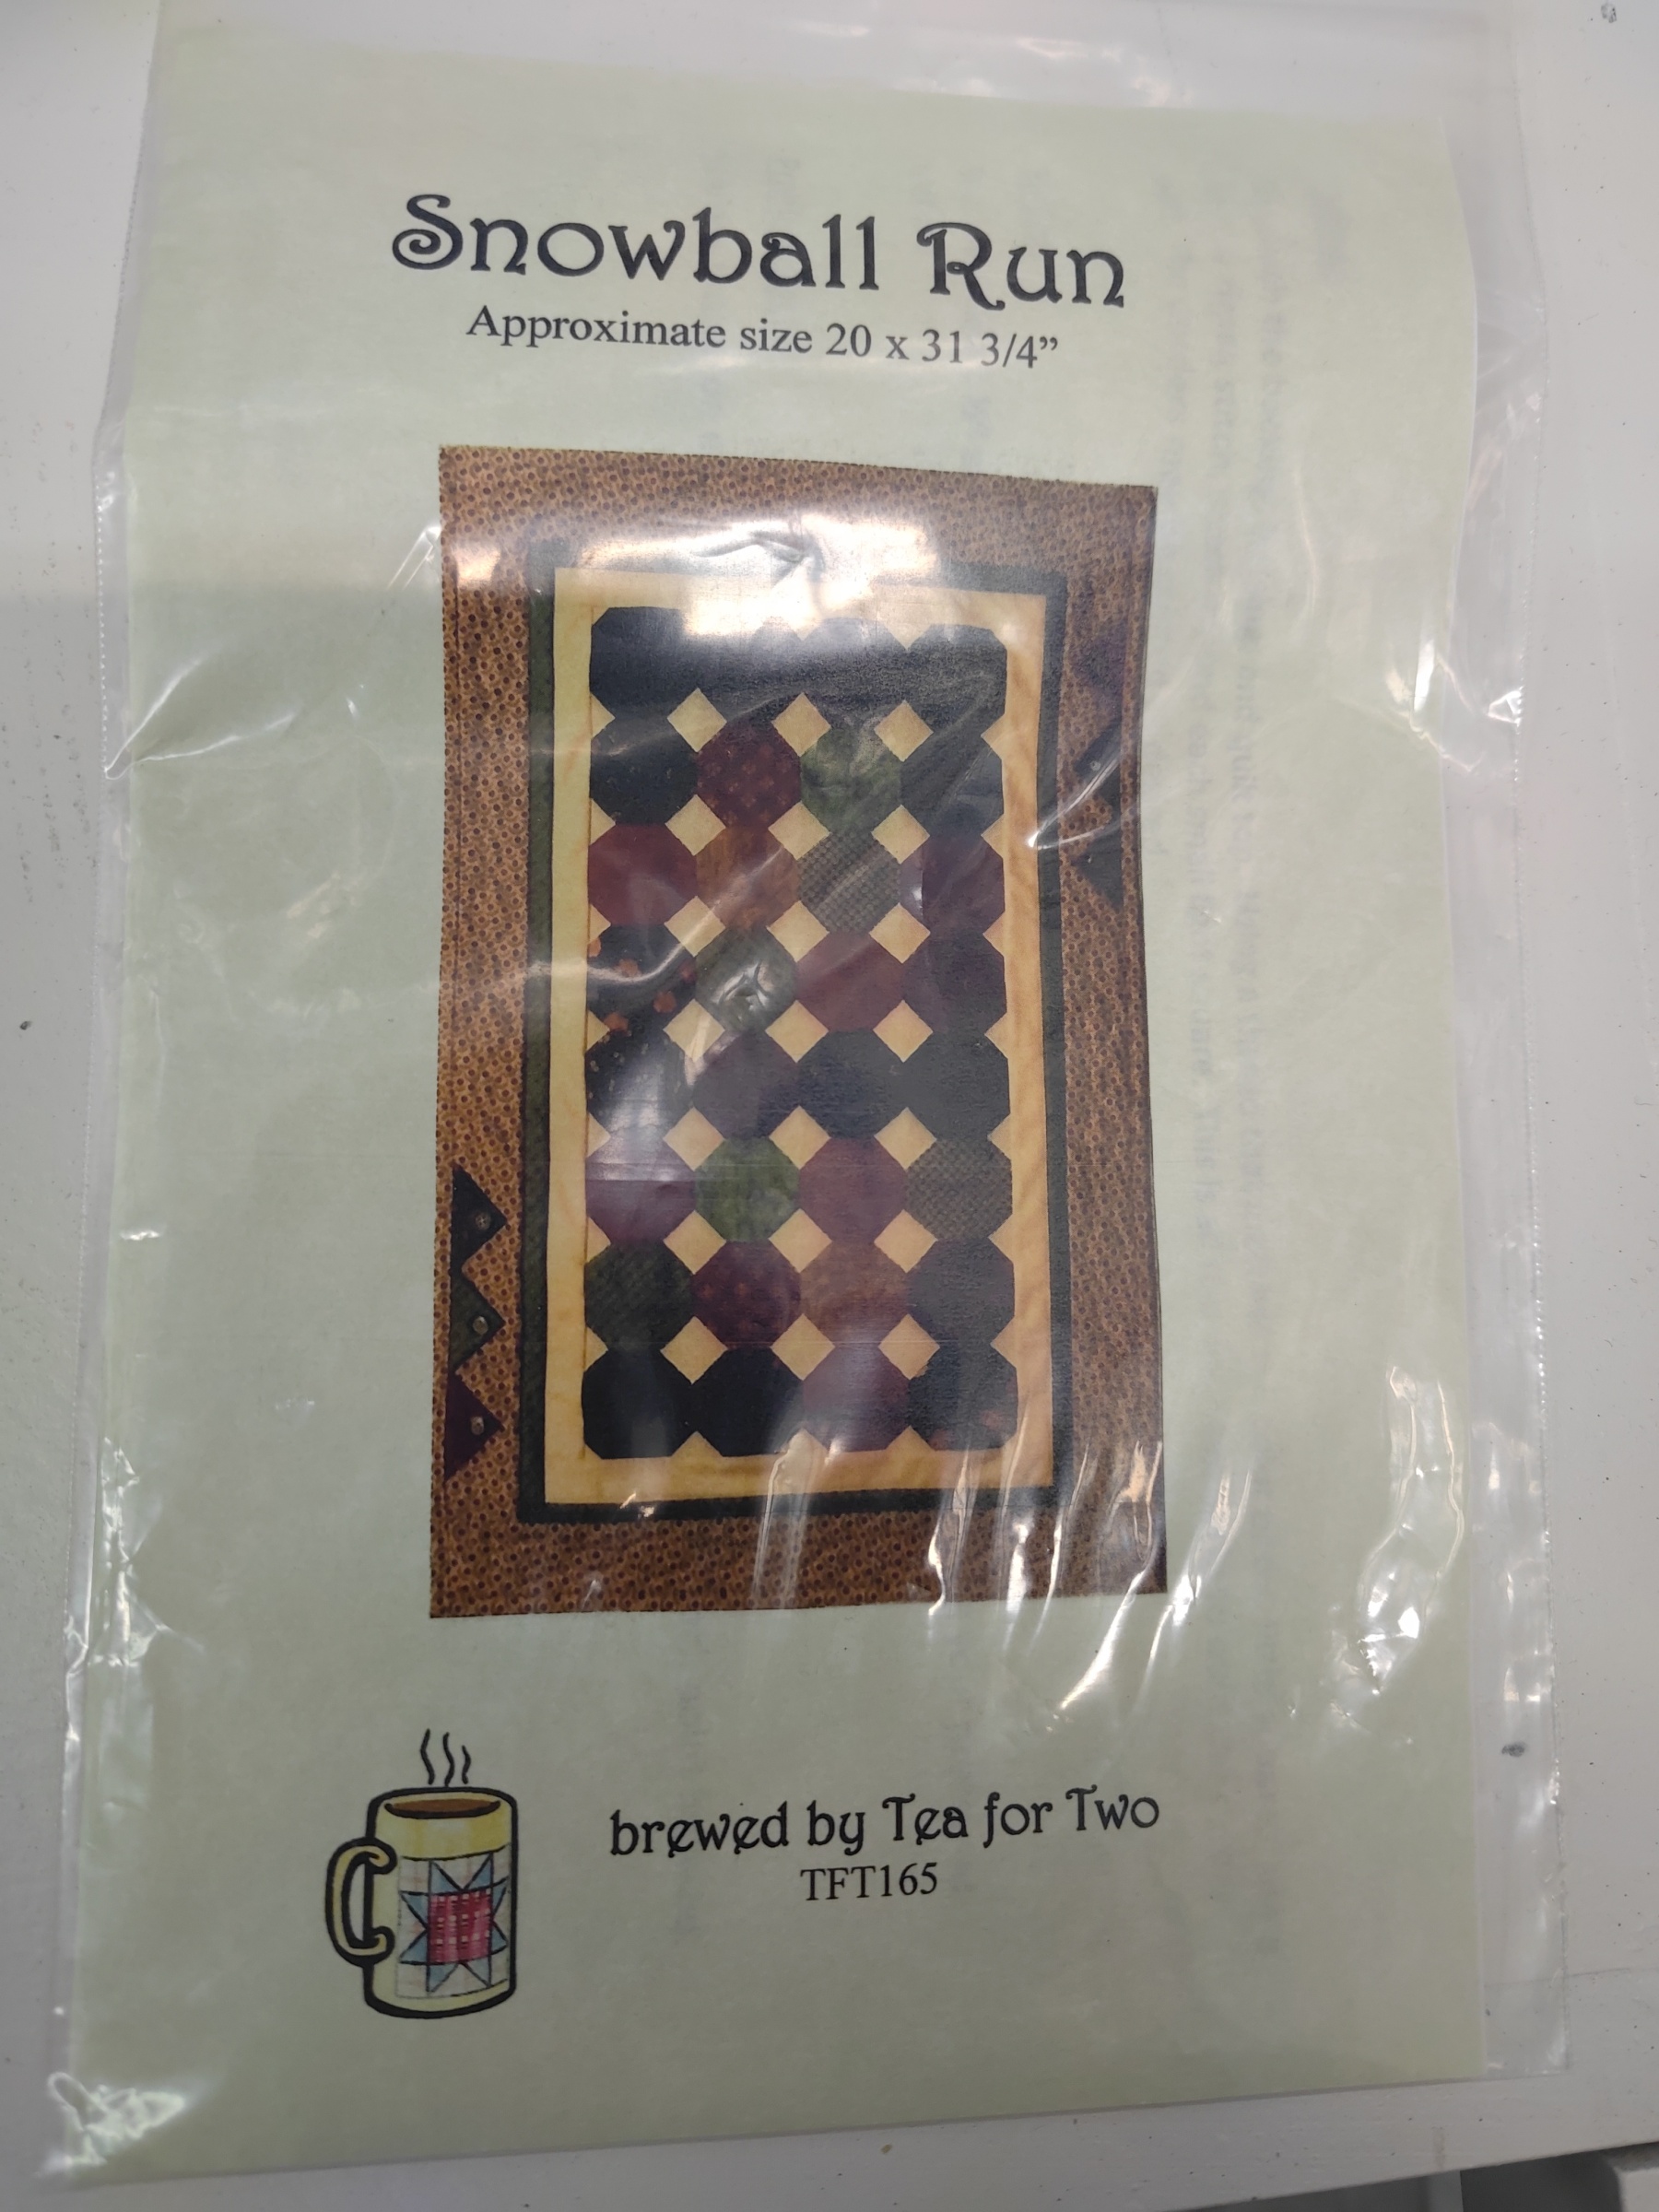 Snowball Run
Approximate size 20 x 31 3/4”
brewed by Tea for Two
TFT165